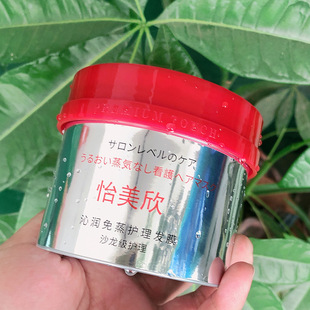 PREMIUM TOUCH
サロンレベルのケア
うるおい蒸気なし看護ヘアマスク
怡美欣
沁润免蒸护理发膜
沙龙级护理